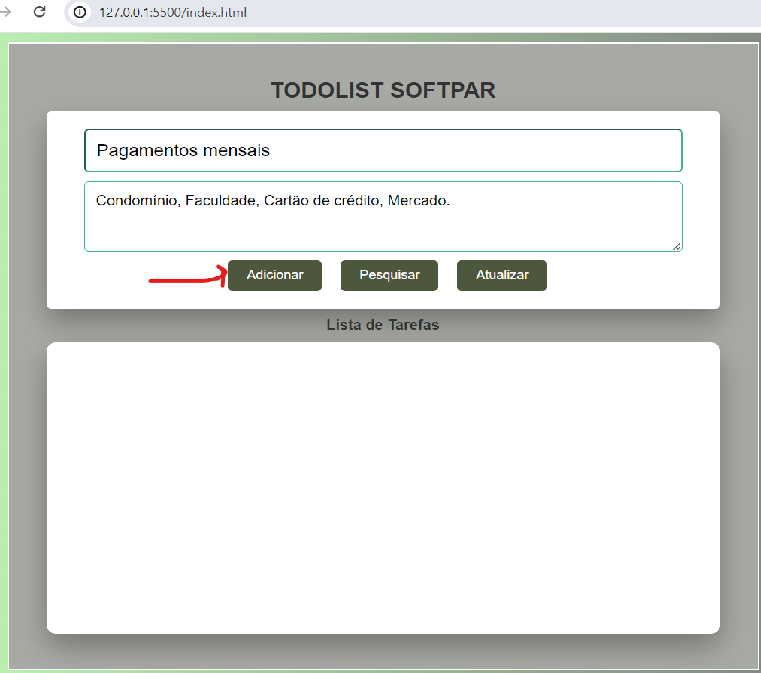 127.0.0.1:5500/index.html
TODOLIST SOFTPAR
Pagamentos mensais
Condomínio, Faculdade, Cartão de crédito, Mercado.
Adicionar Pesquisar Atualizar
Lista de Tarefas